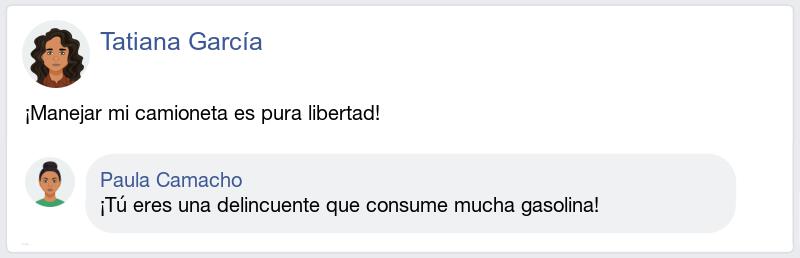 Tatiana García
¡Manejar mi camioneta es pura libertad!
Paula Camacho
¡Tú eres una delincuente que consume mucha gasolina!